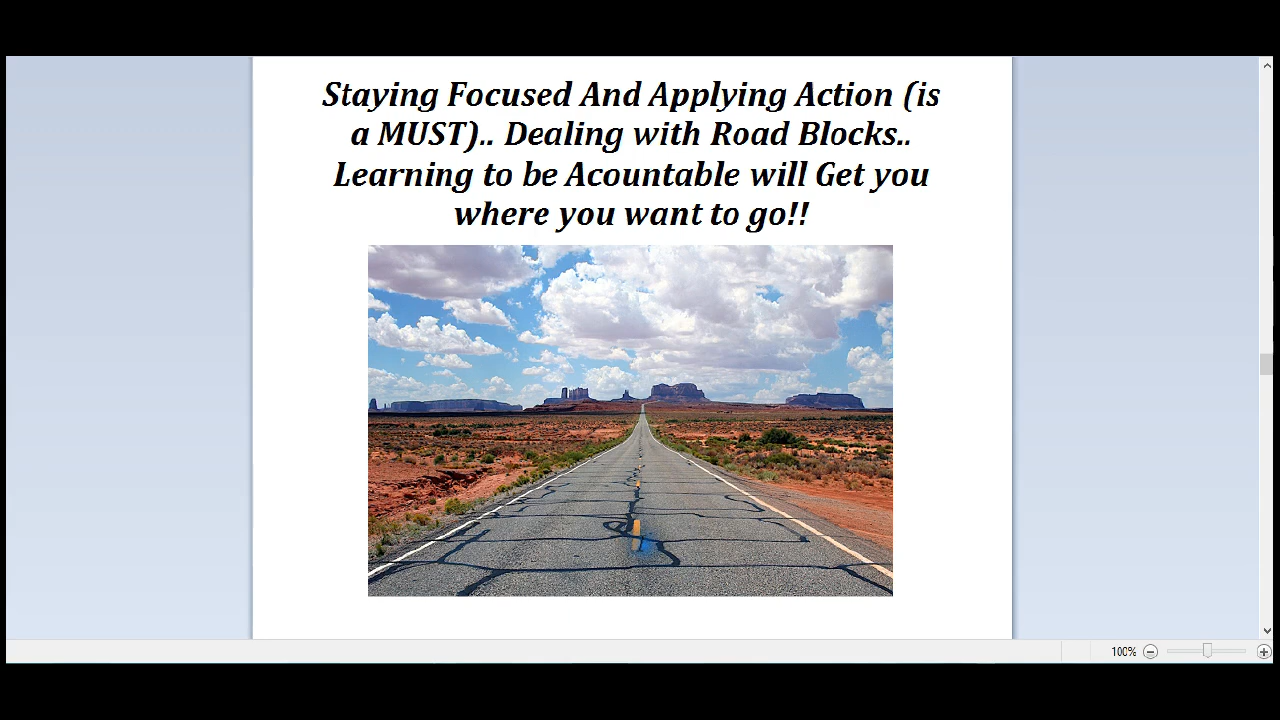 Staying Focused And Applying Action (is
a MUST).. Dealing with Road Blocks..
Learning to be Acountable will Get you
where you want to go!!
100%